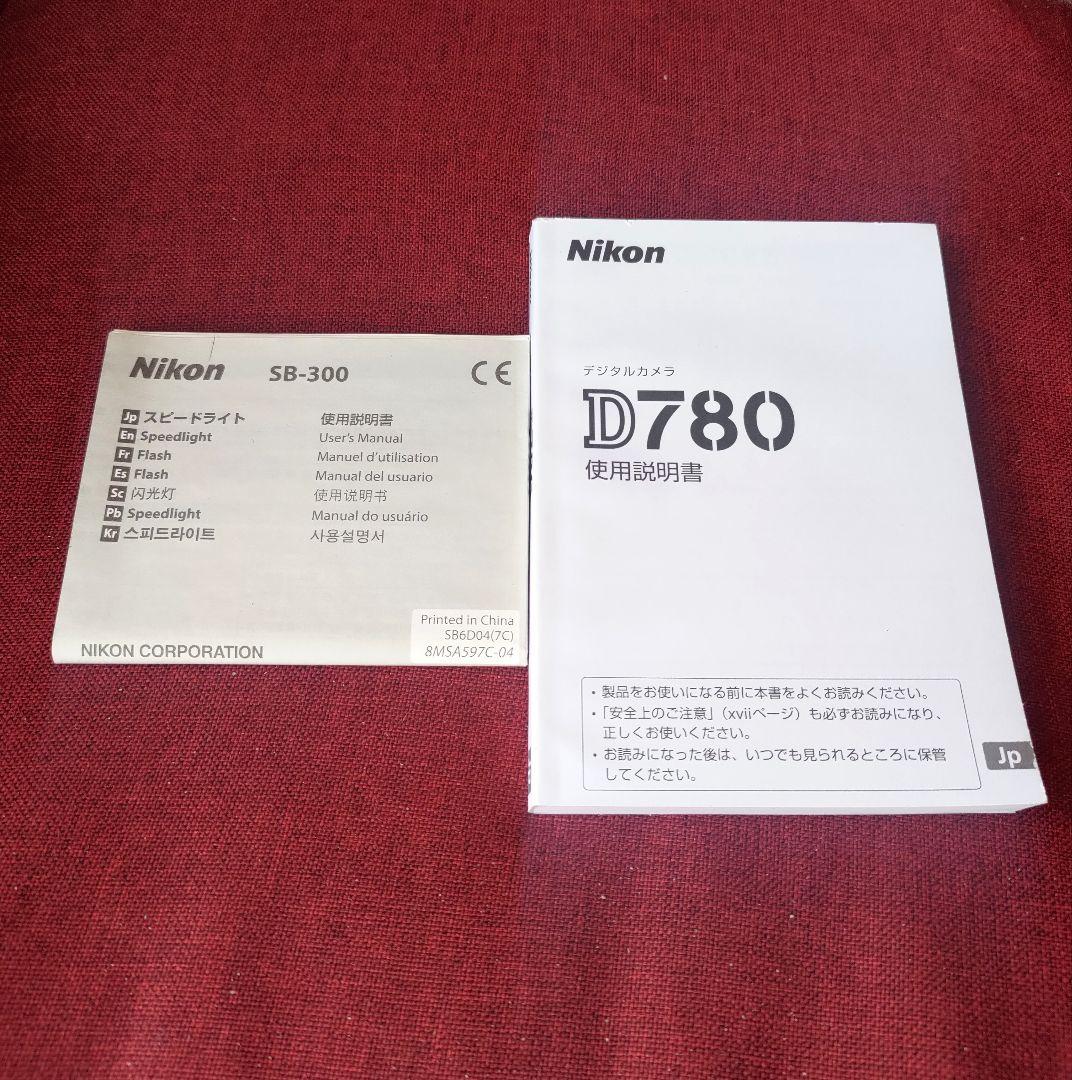 Nikon SB-300 CE
Jp スピードライト 使用説明書
En Speedlight User's Manual
Fr Flash Manuel d'utilisation
Es Flash Manual del usuario
Sc 闪光灯 使用说明书
Pb Speedlight Manual do usuário
Kr 스피드라이트 사용설명서
Printed in China
SB6D04(7C)
8MSA597C-04
NIKON CORPORATION
Nikon
デジタルカメラ
D780
使用説明書
・製品をお使いになる前に本書をよくお読みください。
・「安全上のご注意」（xviiページ）も必ずお読みになり、
正しくお使いください。
・お読みになった後は、いつでも見られるところに保管
してください。
Jp